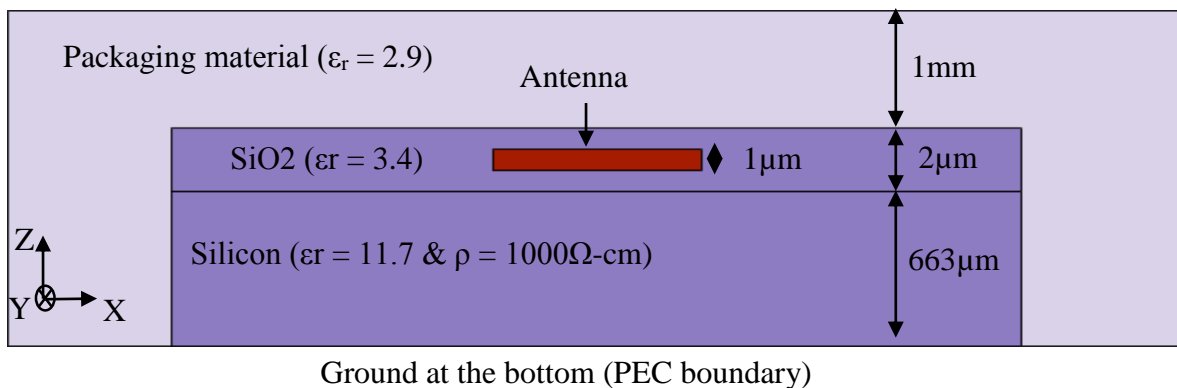 Packaging material (εᵣ = 2.9)
1mm
Antenna
SiO2 (εr = 3.4)
1µm
2µm
Silicon (εr = 11.7 & ρ = 1000Ω-cm)
663µm
Z
Y
X
Ground at the bottom (PEC boundary)